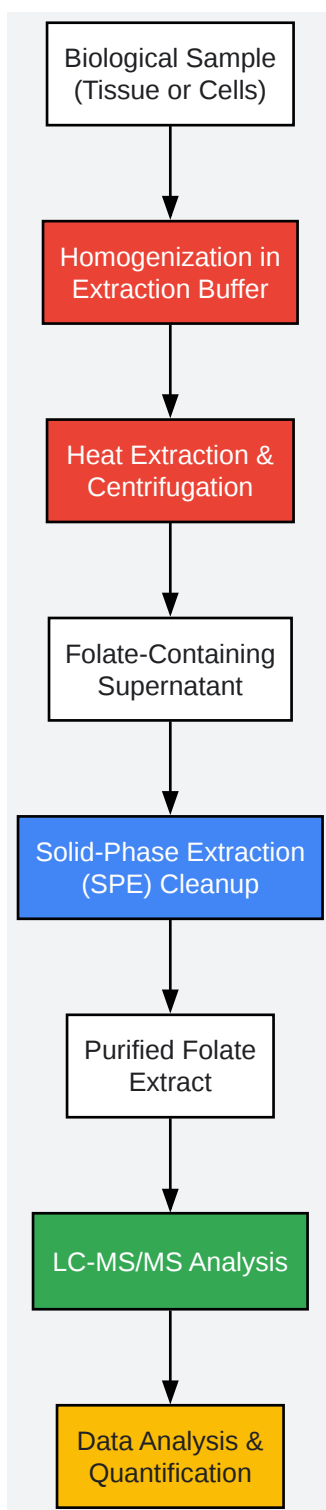 Biological Sample
(Tissue or Cells)
Homogenization in
Extraction Buffer
Heat Extraction &
Centrifugation
Folate-Containing
Supernatant
Solid-Phase Extraction
(SPE) Cleanup
Purified Folate
Extract
LC-MS/MS Analysis
Data Analysis &
Quantification